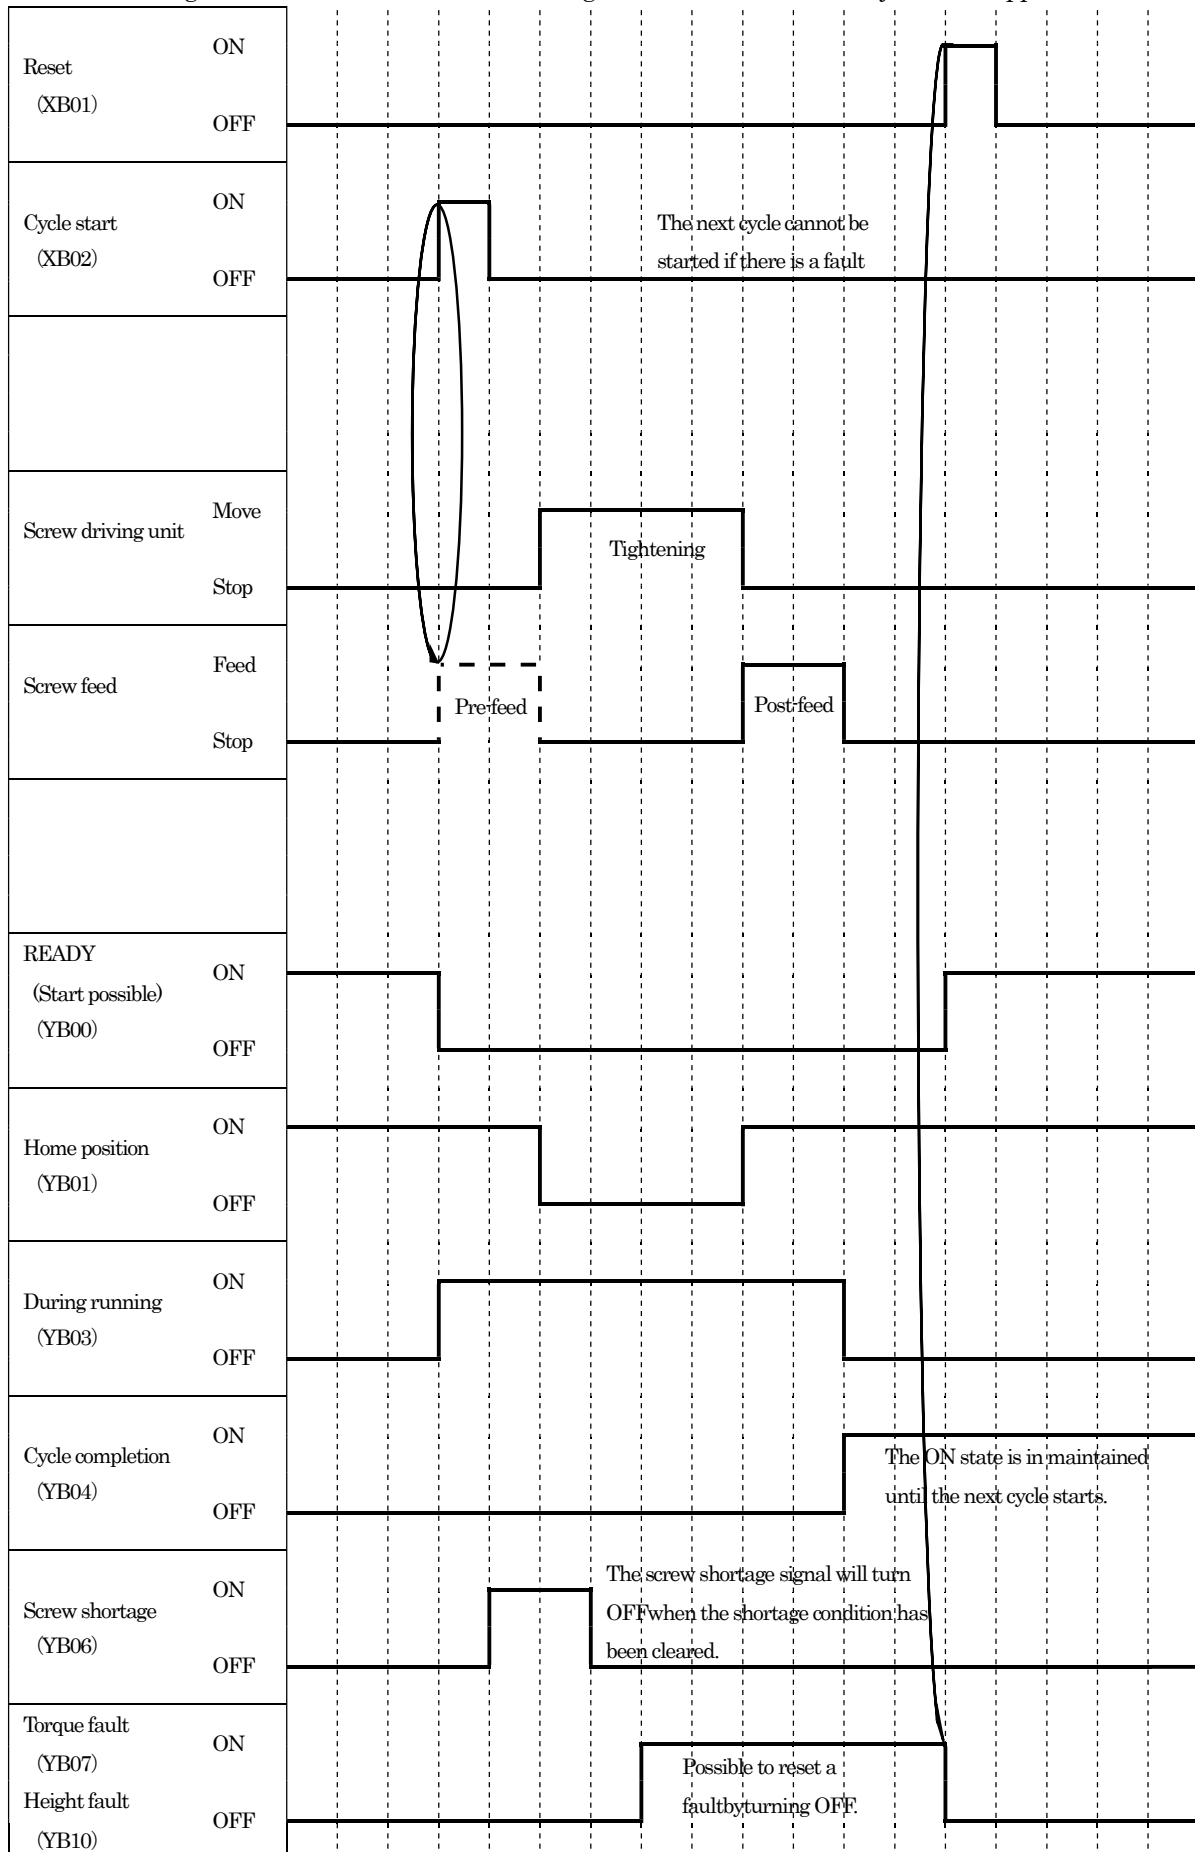 Reset
(XB01)
ON
OFF
Cycle start
(XB02)
ON
OFF
The next cycle cannot be
started if there is a fault
Screw driving unit
Move
Stop
Tightening
Screw feed
Feed
Stop
Pre-feed
Post-feed
READY
(Start possible)
(YB00)
ON
OFF
Home position
(YB01)
ON
OFF
During running
(YB03)
ON
OFF
Cycle completion
(YB04)
ON
OFF
The ON state is in maintained
until the next cycle starts.
Screw shortage
(YB06)
ON
OFF
The screw shortage signal will turn
OFFwhen the shortage condition has
been cleared.
Torque fault
(YB07)
Height fault
(YB10)
ON
OFF
Possible to reset a
faultbyturning OFF.